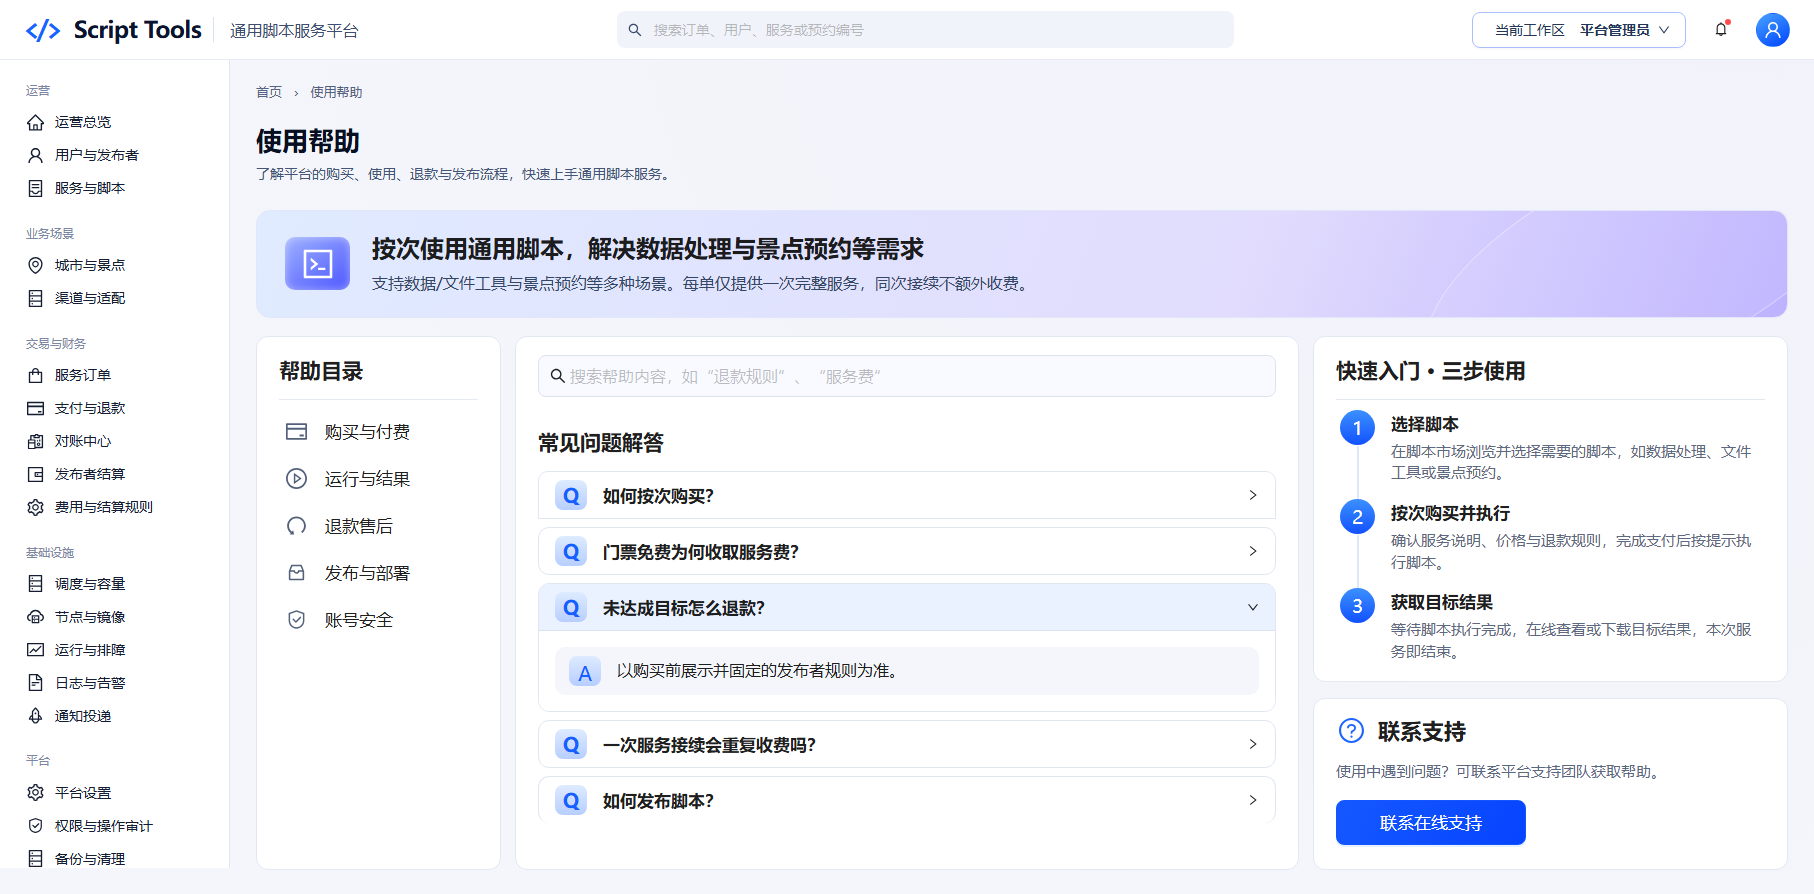 Script Tools
通用脚本服务平台
搜索订单、用户、服务或预约编号
当前工作区 平台管理员
运营
运营总览
用户与发布者
服务与脚本
业务场景
城市与景点
渠道与适配
交易与财务
服务订单
支付与退款
对账中心
发布者结算
费用与结算规则
基础设施
调度与容量
节点与镜像
运行与排障
日志与告警
通知投递
平台
平台设置
权限与操作审计
备份与清理
首页 › 使用帮助
使用帮助
了解平台的购买、使用、退款与发布流程，快速上手通用脚本服务。
按次使用通用脚本，解决数据处理与景点预约等需求
支持数据/文件工具与景点预约等多种场景。每单仅提供一次完整服务，同次接续不额外收费。
帮助目录
购买与付费
运行与结果
退款售后
发布与部署
账号安全
搜索帮助内容，如“退款规则”、“服务费”
常见问题解答
Q 如何按次购买？
Q 门票免费为何收取服务费？
Q 未达成目标怎么退款？
A 以购买前展示并固定的发布者规则为准。
Q 一次服务接续会重复收费吗？
Q 如何发布脚本？
快速入门・三步使用
1 选择脚本
在脚本市场浏览并选择需要的脚本，如数据处理、文件
工具或景点预约。
2 按次购买并执行
确认服务说明、价格与退款规则，完成支付后按提示执
行脚本。
3 获取目标结果
等待脚本执行完成，在线查看或下载目标结果，本次服
务即结束。
联系支持
使用中遇到问题？可联系平台支持团队获取帮助。
联系在线支持